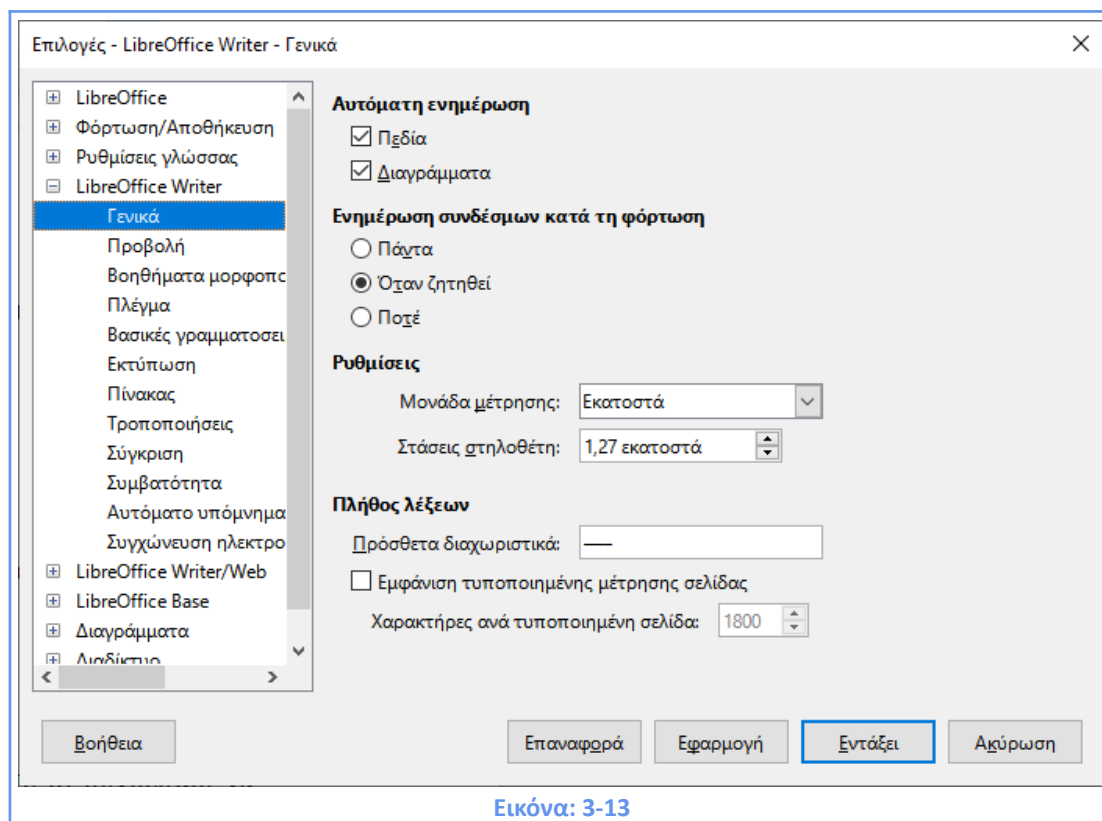 Επιλογές - LibreOffice Writer - Γενικά
LibreOffice
Φόρτωση/Αποθήκευση
Ρυθμίσεις γλώσσας
LibreOffice Writer
Γενικά
Προβολή
Βοηθήματα μορφοπς
Πλέγμα
Βασικές γραμματοσει
Εκτύπωση
Πίνακας
Τροποποιήσεις
Σύγκριση
Συμβατότητα
Αυτόματο υπόμνημα
Συγχώνευση ηλεκτρο
LibreOffice Writer/Web
LibreOffice Base
Διαγράμματα
Διαδίκτυο
Αυτόματη ενημέρωση
Πεδία
Διαγράμματα
Ενημέρωση συνδέσμων κατά τη φόρτωση
Πάντα
Όταν ζητηθεί
Ποτέ
Ρυθμίσεις
Μονάδα μέτρησης: Εκατοστά
Στάσεις στηλοθέτη: 1,27 εκατοστά
Πλήθος λέξεων
Πρόσθετα διαχωριστικά: —–
Εμφάνιση τυποποιημένης μέτρησης σελίδας
Χαρακτήρες ανά τυποποιημένη σελίδα: 1800
Βοήθεια Επαναφορά Εφαρμογή Εντάξει Ακύρωση
Εικόνα: 3-13